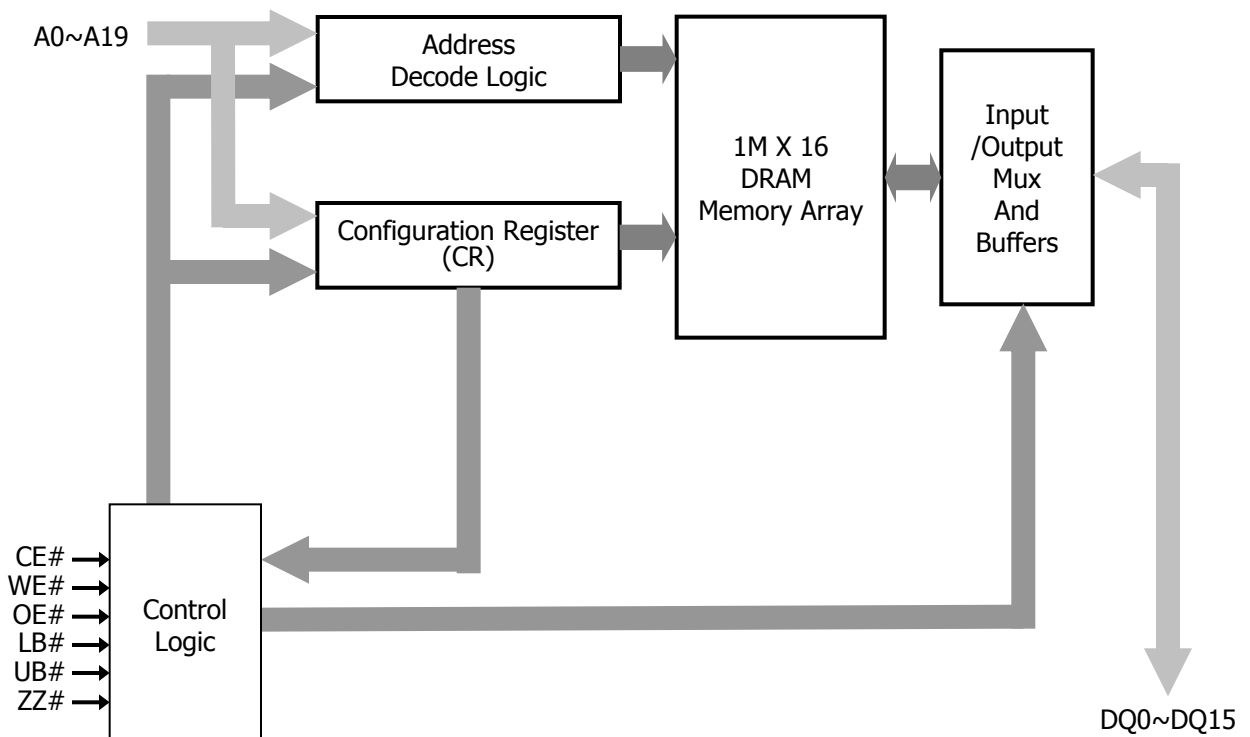 A0~A19
Address
Decode Logic
Configuration Register
(CR)
1M X 16
DRAM
Memory Array
Input
/Output
Mux
And
Buffers
CE#
WE#
OE#
LB#
UB#
ZZ#
Control
Logic
DQ0~DQ15